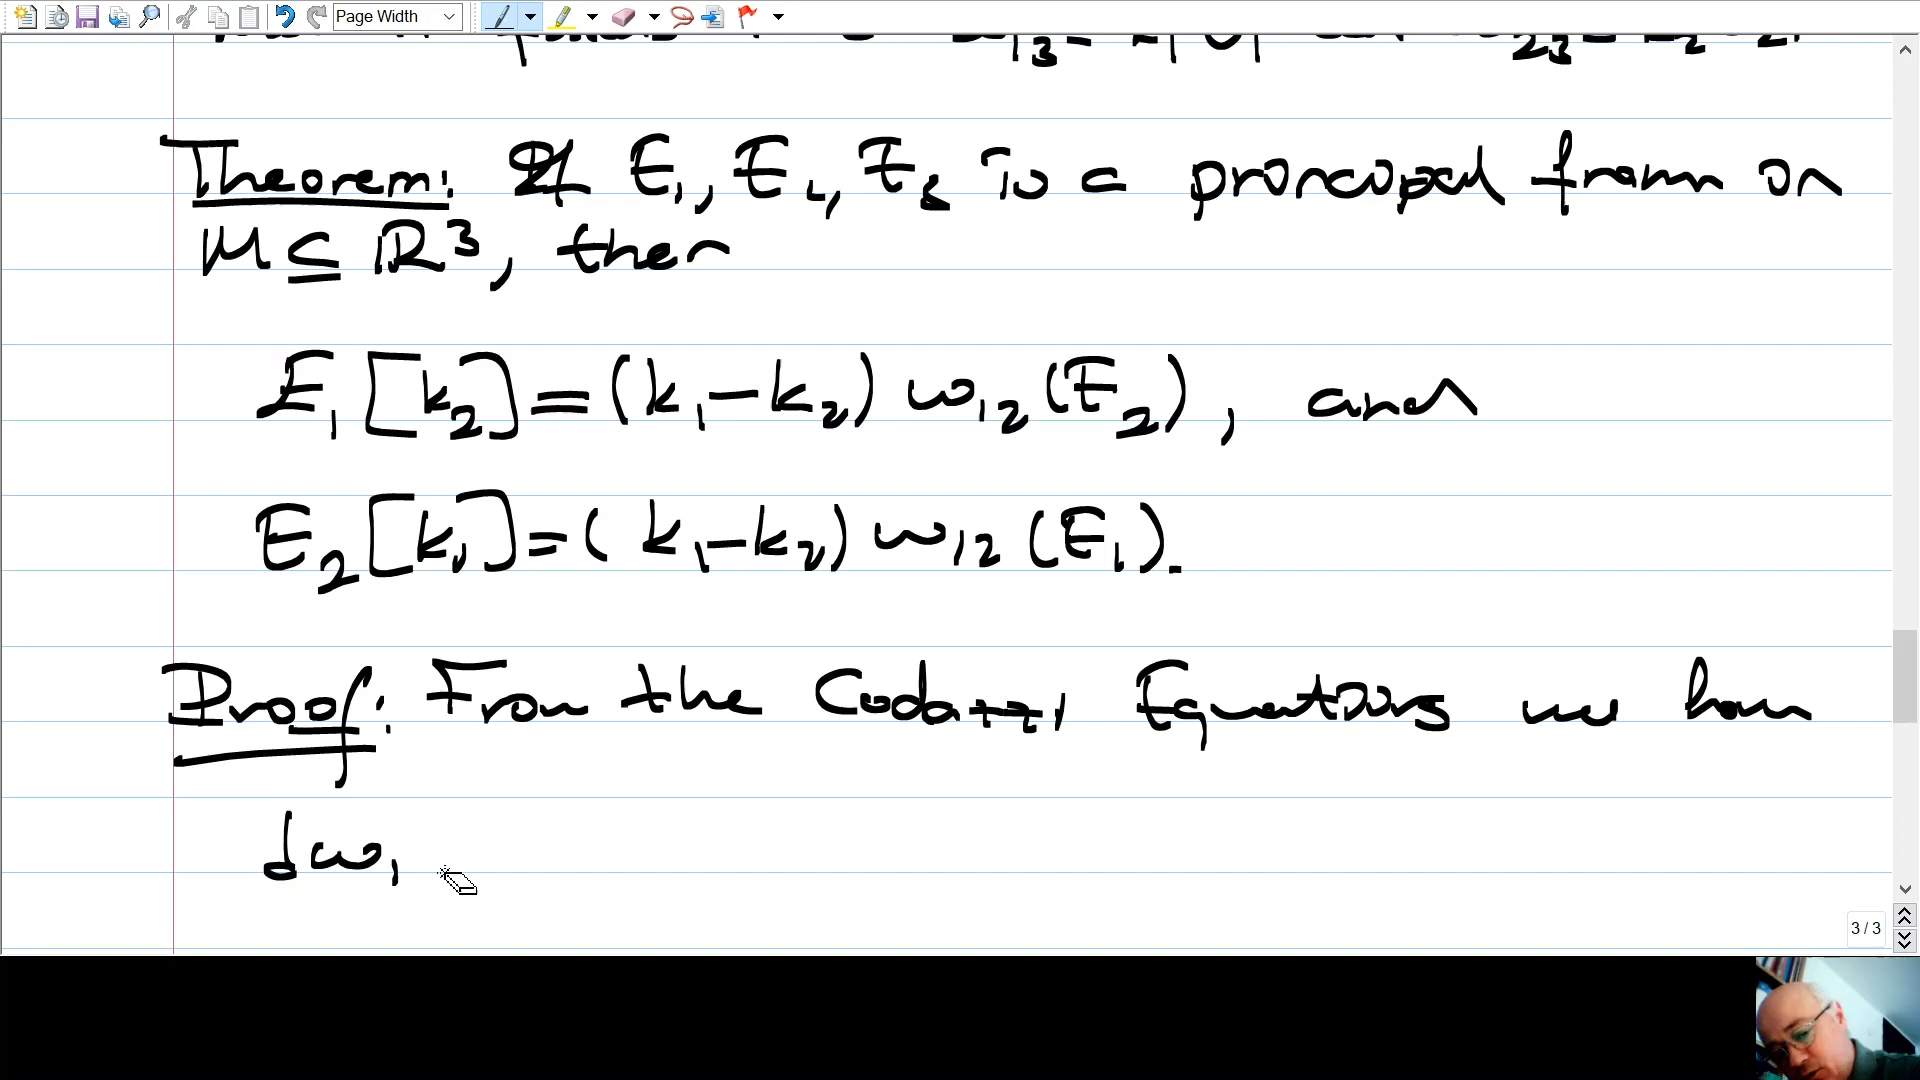 Page Width
Theorem: If E₁, E₂, E₃ is a principal frame on
M ⊆ ℝ³, then
E₁[k₂]=(k₁-k₂) ω₁₂(E₂), and
E₂[k₁]=(k₁-k₂) ω₁₂(E₁).
Proof: From the Codazzi Equations we have
dω₁
3 / 3